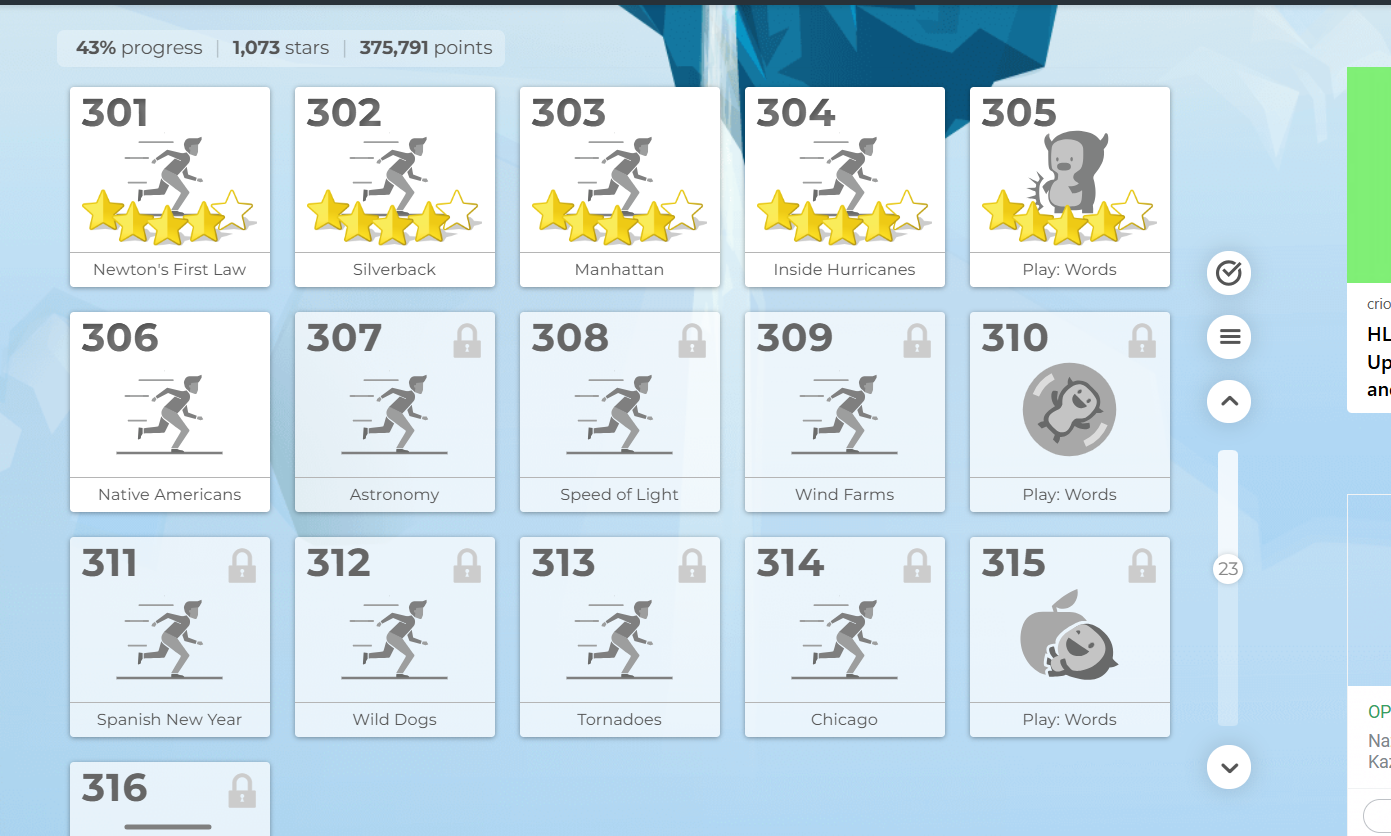 43% progress | 1,073 stars | 375,791 points
301 302 303 304 305
Newton's First Law Silverback Manhattan Inside Hurricanes Play: Words
crio
HL
Up
and
306 307 308 309 310
Native Americans Astronomy Speed of Light Wind Farms Play: Words
311 312 313 314 315
23
Spanish New Year Wild Dogs Tornadoes Chicago Play: Words
OP
Na
Kaz
316